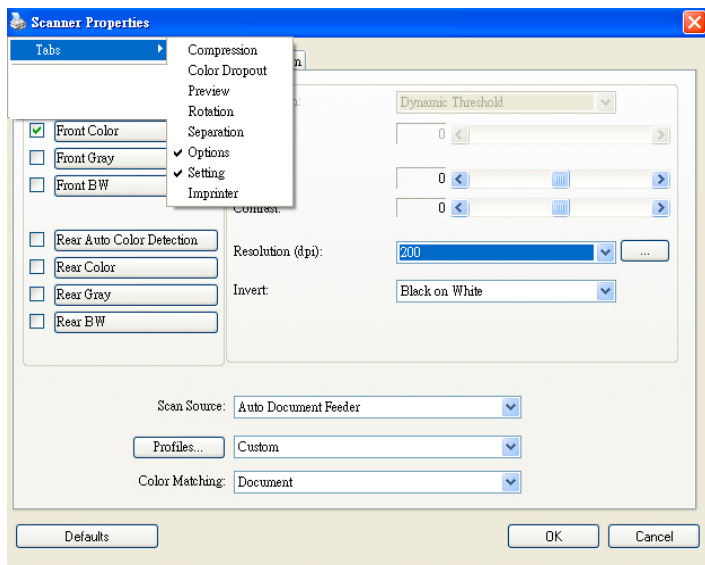 Scanner Properties
Tabs
Compression
Color Dropout
Preview
Rotation
Separation
Options
Setting
Imprinter
Front Color
Front Gray
Front BW
Rear Auto Color Detection
Rear Color
Rear Gray
Rear BW
Dynamic Threshold
0
0
Contrast:
0
Resolution (dpi):
200
...
Invert:
Black on White
Scan Source:
Auto Document Feeder
Profiles...
Custom
Color Matching:
Document
Defaults
OK
Cancel